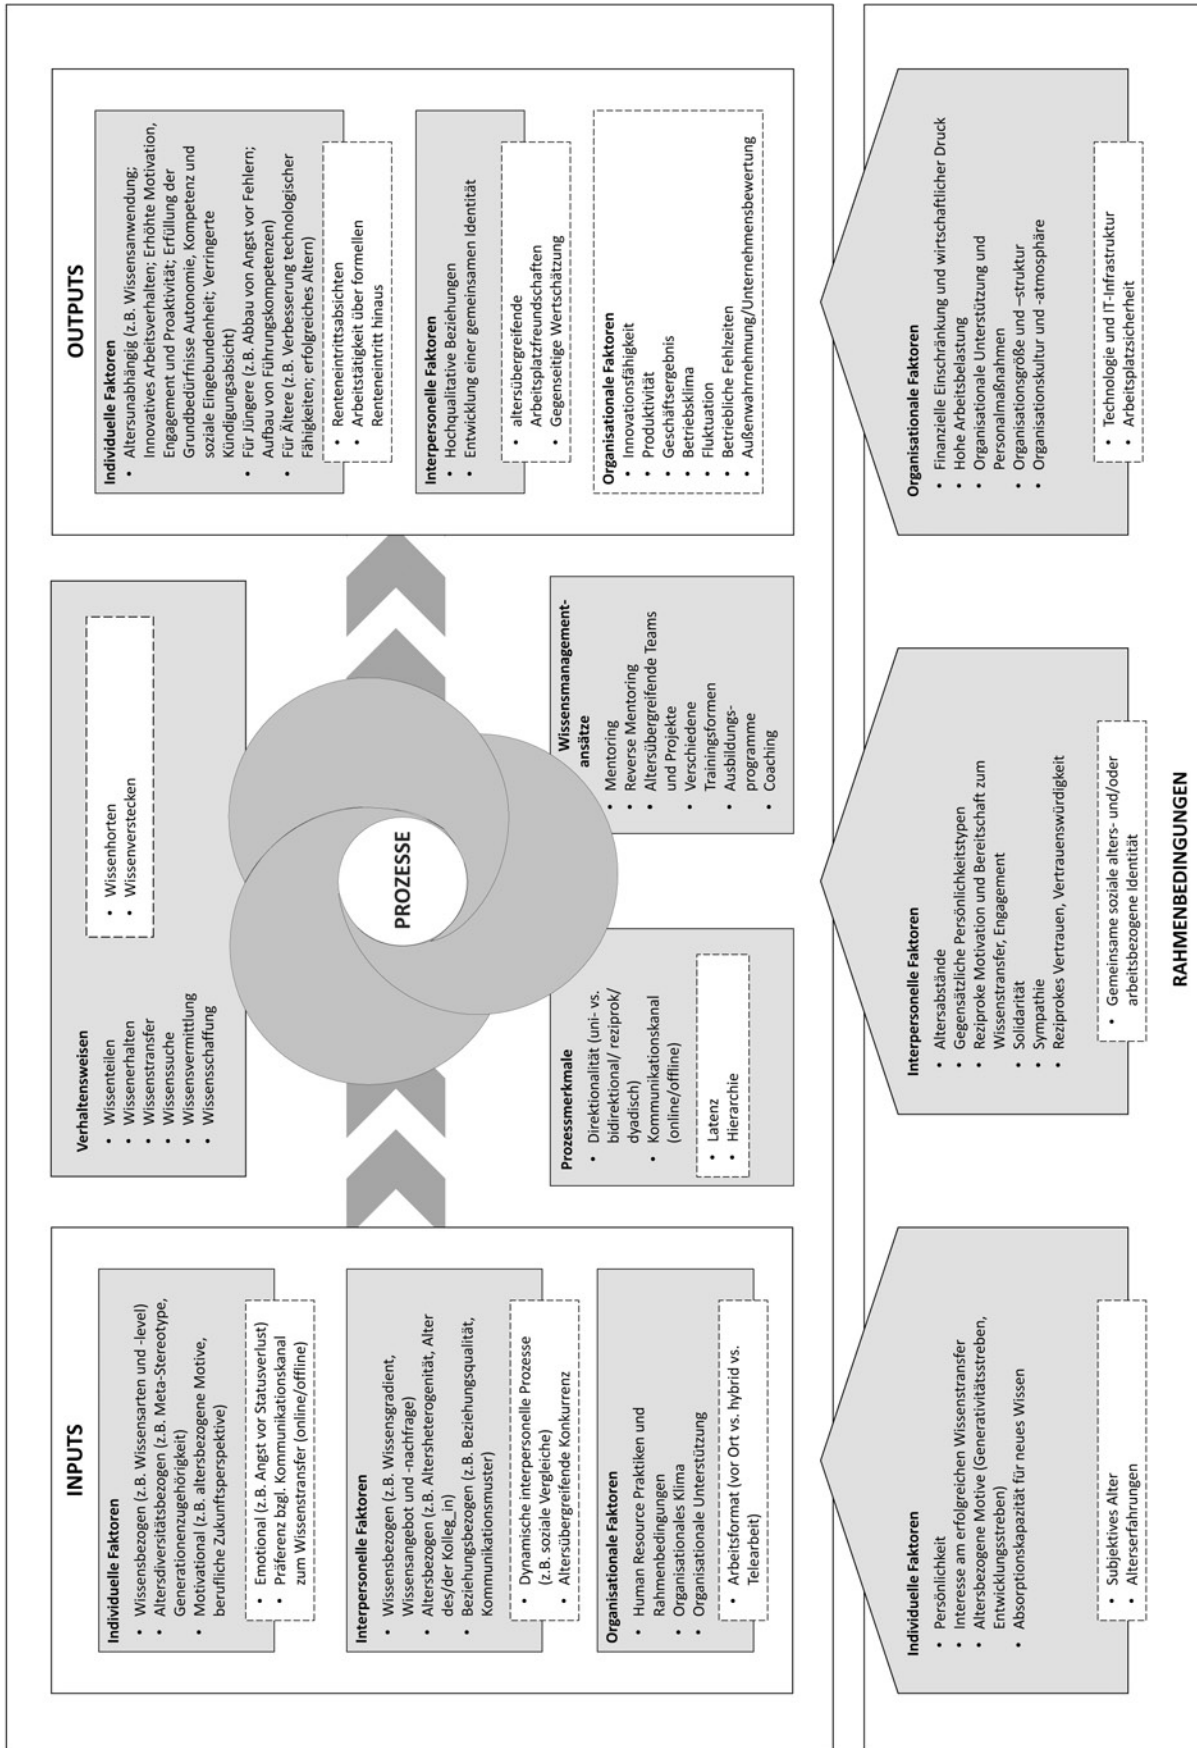 INPUTS
Individuelle Faktoren
• Wissensbezogen (z.B. Wissensarten und -level)
• Altersdiversitätsbezogen (z.B. Meta-Stereotype,
Generationenzugehörigkeit)
• Motivational (z.B. altersbezogene Motive,
berufliche Zukunftsperspektive)
• Emotional (z.B. Angst vor Statusverlust)
• Präferenz bzgl. Kommunikationskanal
zum Wissenstransfer (online/offline)
Interpersonelle Faktoren
• Wissensbezogen (z.B. Wissensgradient,
Wissensangebot und -nachfrage)
• Altersbezogen (z.B. Altersheterogenität, Alter
des/der Kolleg_in)
• Beziehungsbezogen (z.B. Beziehungsqualität,
Kommunikationsmuster)
• Dynamische interpersonelle Prozesse
(z.B. soziale Vergleiche)
• Altersübergreifende Konkurrenz
Organisationale Faktoren
• Human Resource Praktiken und
Rahmenbedingungen
• Organisationales Klima
• Organisationale Unterstützung
• Arbeitsformat (vor Ort vs. hybrid vs.
Telearbeit)
Verhaltensweisen
• Wissenteilen
• Wissenerhalten
• Wissenstransfer
• Wissenssuche
• Wissensvermittlung
• Wissensschaffung
• Wissenhorten
• Wissenverstecken
PROZESSE
Prozessmerkmale
• Direktionalität (uni- vs.
bidirektional/ reziprok/
dyadisch)
• Kommunikationskanal
(online/offline)
• Latenz
• Hierarchie
Wissensmanagement-
ansätze
• Mentoring
• Reverse Mentoring
• Altersübergreifende Teams
und Projekte
• Verschiedene
Trainingsformen
• Ausbildungs-
programme
• Coaching
OUTPUTS
Individuelle Faktoren
• Altersunabhängig (z.B. Wissensanwendung;
Innovatives Arbeitsverhalten; Erhöhte Motivation,
Engagement und Proaktivität; Erfüllung der
Grundbedürfnisse Autonomie, Kompetenz und
soziale Eingebundenheit; Verringerte
Kündigungsabsicht)
• Für Jüngere (z.B. Abbau von Angst vor Fehlern;
Aufbau von Führungskompetenzen)
• Für Ältere (z.B. Verbesserung technologischer
Fähigkeiten; erfolgreiches Altern)
• Renteneintrittsabsichten
• Arbeitstätigkeit über formellen
Renteneintritt hinaus
Interpersonelle Faktoren
• Hochqualitative Beziehungen
• Entwicklung einer gemeinsamen Identität
• altersübergreifende
Arbeitsplatzfreundschaften
• Gegenseitige Wertschätzung
Organisationale Faktoren
• Innovationsfähigkeit
• Produktivität
• Geschäftsergebnis
• Betriebsklima
• Fluktuation
• Betriebliche Fehlzeiten
• Außenwahrnehmung/Unternehmensbewertung
Individuelle Faktoren
• Persönlichkeit
• Interesse am erfolgreichen Wissenstransfer
• Altersbezogene Motive (Generativitätsstreben,
Entwicklungsstreben)
• Absorptionskapazität für neues Wissen
• Subjektives Alter
• Alterserfahrungen
Interpersonelle Faktoren
• Altersabstände
• Gegensätzliche Persönlichkeitstypen
• Reziproke Motivation und Bereitschaft zum
Wissenstransfer, Engagement
• Solidarität
• Sympathie
• Reziprokes Vertrauen, Vertrauenswürdigkeit
• Gemeinsame soziale alters- und/oder
arbeitsbezogene Identität
Organisationale Faktoren
• Finanzielle Einschränkung und wirtschaftlicher Druck
• Hohe Arbeitsbelastung
• Organisationale Unterstützung und
Personalmaßnahmen
• Organisationsgröße und –struktur
• Organisationskultur und -atmosphäre
• Technologie und IT-Infrastruktur
• Arbeitsplatzsicherheit
RAHMENBEDINGUNGEN